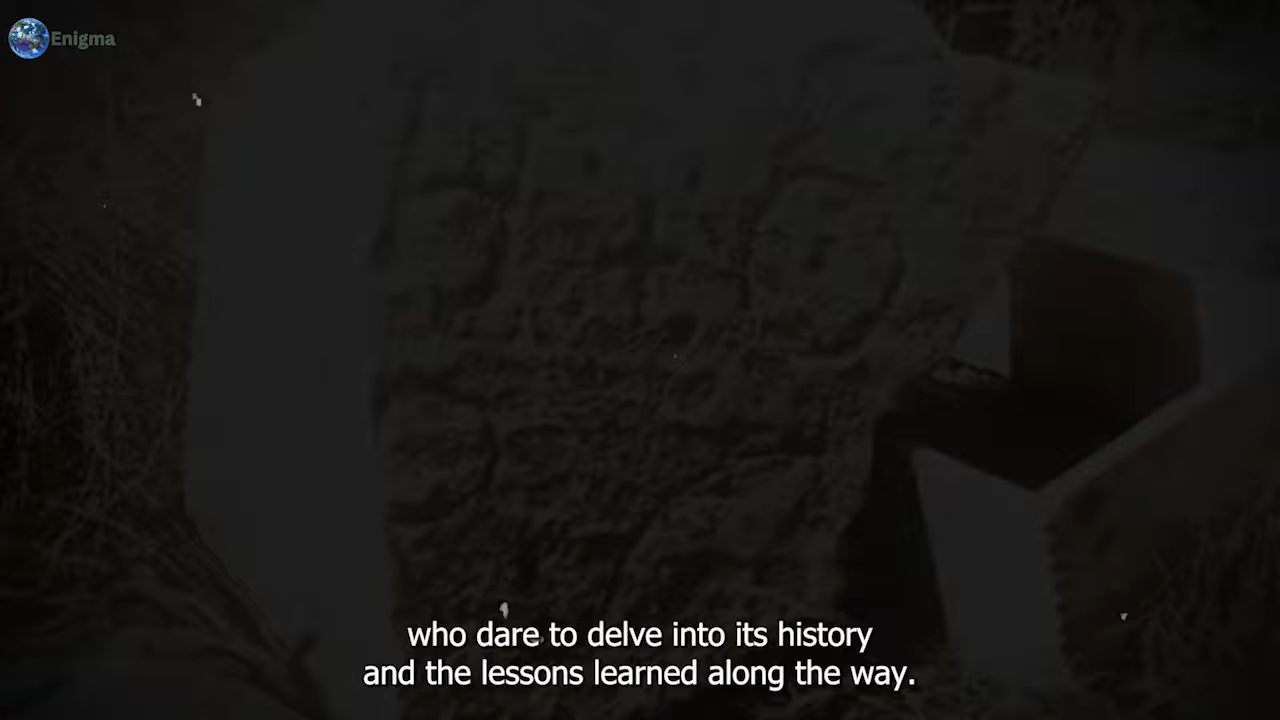 Enigma
who dare to delve into its history
and the lessons learned along the way.